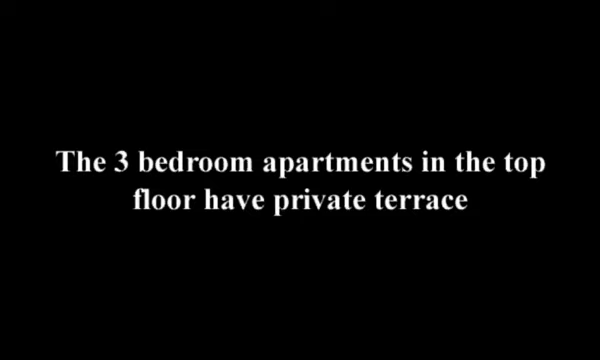 The 3 bedroom apartments in the top
floor have private terrace